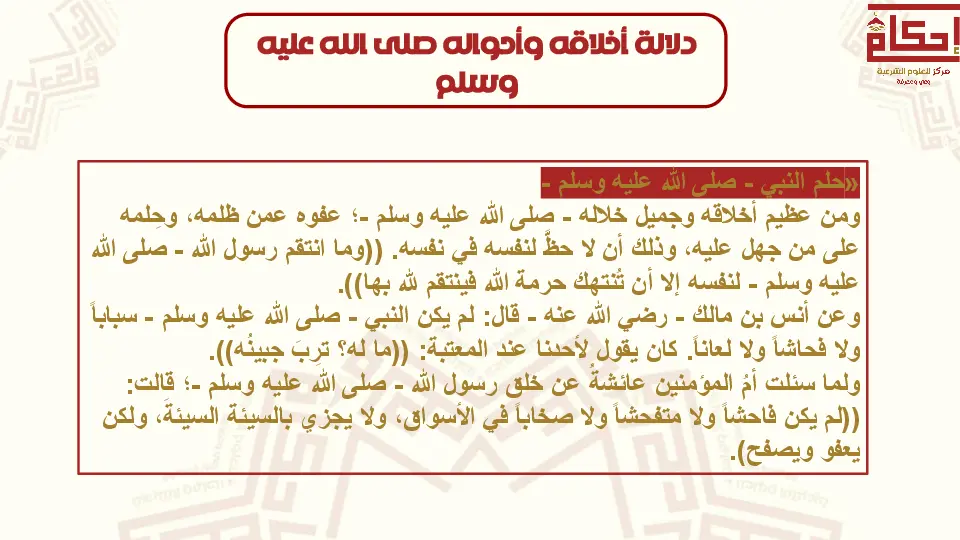 دلالة أخلاقه وأحواله صلى الله عليه
وسلم
إحكام
مركز للعلوم الشرعية
وعي ومعرفة
«حلم النبي - صلى الله عليه وسلم -
ومن عظيم أخلاقه وجميل خلاله - صلى الله عليه وسلم -؛ عفوه عمن ظلمه، وحِلمه
على من جهل عليه، وذلك أن لا حظَّ لنفسه في نفسه. ((وما انتقم رسول الله - صلى الله
عليه وسلم - لنفسه إلا أن تُنتهك حرمة الله فينتقم لله بها)).
وعن أنس بن مالك - رضي الله عنه - قال: لم يكن النبي - صلى الله عليه وسلم - سباباً
ولا فحاشاً ولا لعاناً. كان يقول لأحدنا عند المعتبة: ((ما له؟ ترِبَ جبينُه)).
ولما سئلت أمُ المؤمنين عائشةُ عن خلق رسول الله - صلى الله عليه وسلم -؛ قالت:
((لم يكن فاحشاً ولا متفحشاً ولا صخاباً في الأسواق، ولا يجزي بالسيئة السيئةَ، ولكن
يعفو ويصفح).